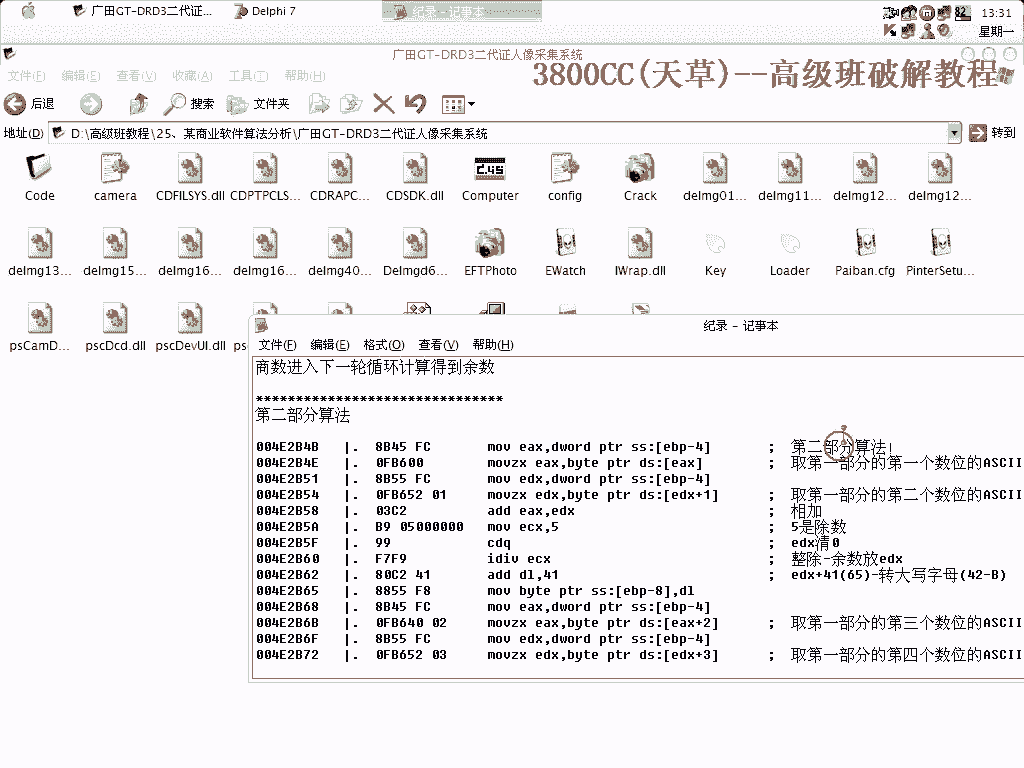 广田GT-DRD3二代证... Delphi 7 纪录 - 记事本 82 13:31
星期一
广田GT-DRD3二代证人像采集系统
文件(F) 编辑(E) 查看(V) 收藏(A) 工具(T) 帮助(H)
3800CC(天草)--高级班破解教程
后退 搜索 文件夹
地址(D) D:\高级班教程\25、某商业软件算法分析\广田GT-DRD3二代证人像采集系统 转到
Code camera CDFILSYS.dll CDPTPCLS... CDRAPC... CDSDK.dll Computer config Crack deImg01... deImg11... deImg12... deImg12...
deImg13... deImg15... deImg16... deImg16... deImg40... DeImgd6... EFTPhoto EWatch IWrap.dll Key Loader Paiban.cfg PinterSetu...
psCamD... pscDcd.dll pscDevUI.dll ps
纪录 - 记事本
文件(F) 编辑(E) 格式(O) 查看(V) 帮助(H)
商数进入下一轮循环计算得到余数
*******************************
第二部分算法
004E2B4B |. 8B45 FC mov eax,dword ptr ss:[ebp-4] ; 第二部分算法!
004E2B4E |. 0FB600 movzx eax,byte ptr ds:[eax] ; 取第一部分的第一个数位的ASCII
004E2B51 |. 8B55 FC mov edx,dword ptr ss:[ebp-4]
004E2B54 |. 0FB652 01 movzx edx,byte ptr ds:[edx+1] ; 取第一部分的第二个数位的ASCII
004E2B58 |. 03C2 add eax,edx ; 相加
004E2B5A |. B9 05000000 mov ecx,5 ; 5是除数
004E2B5F |. 99 cdq ; edx清0
004E2B60 |. F7F9 idiv ecx ; 整除-余数放edx
004E2B62 |. 80C2 41 add dl,41 ; edx+41(65)-转大写字母(42-B)
004E2B65 |. 8855 F8 mov byte ptr ss:[ebp-8],dl
004E2B68 |. 8B45 FC mov eax,dword ptr ss:[ebp-4]
004E2B6B |. 0FB640 02 movzx eax,byte ptr ds:[eax+2] ; 取第一部分的第三个数位的ASCII
004E2B6F |. 8B55 FC mov edx,dword ptr ss:[ebp-4]
004E2B72 |. 0FB652 03 movzx edx,byte ptr ds:[edx+3] ; 取第一部分的第四个数位的ASCII